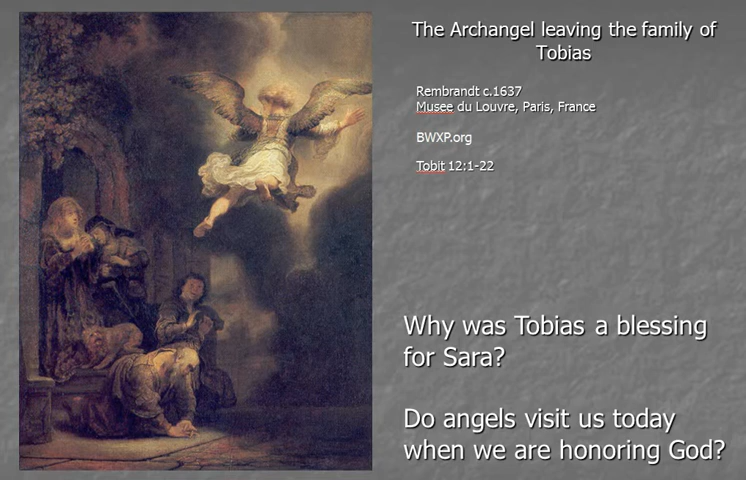 The Archangel leaving the family of
Tobias
Rembrandt c.1637
Musee du Louvre, Paris, France
BWXP.org
Tobit 12:1-22
Why was Tobias a blessing
for Sara?
Do angels visit us today
when we are honoring God?